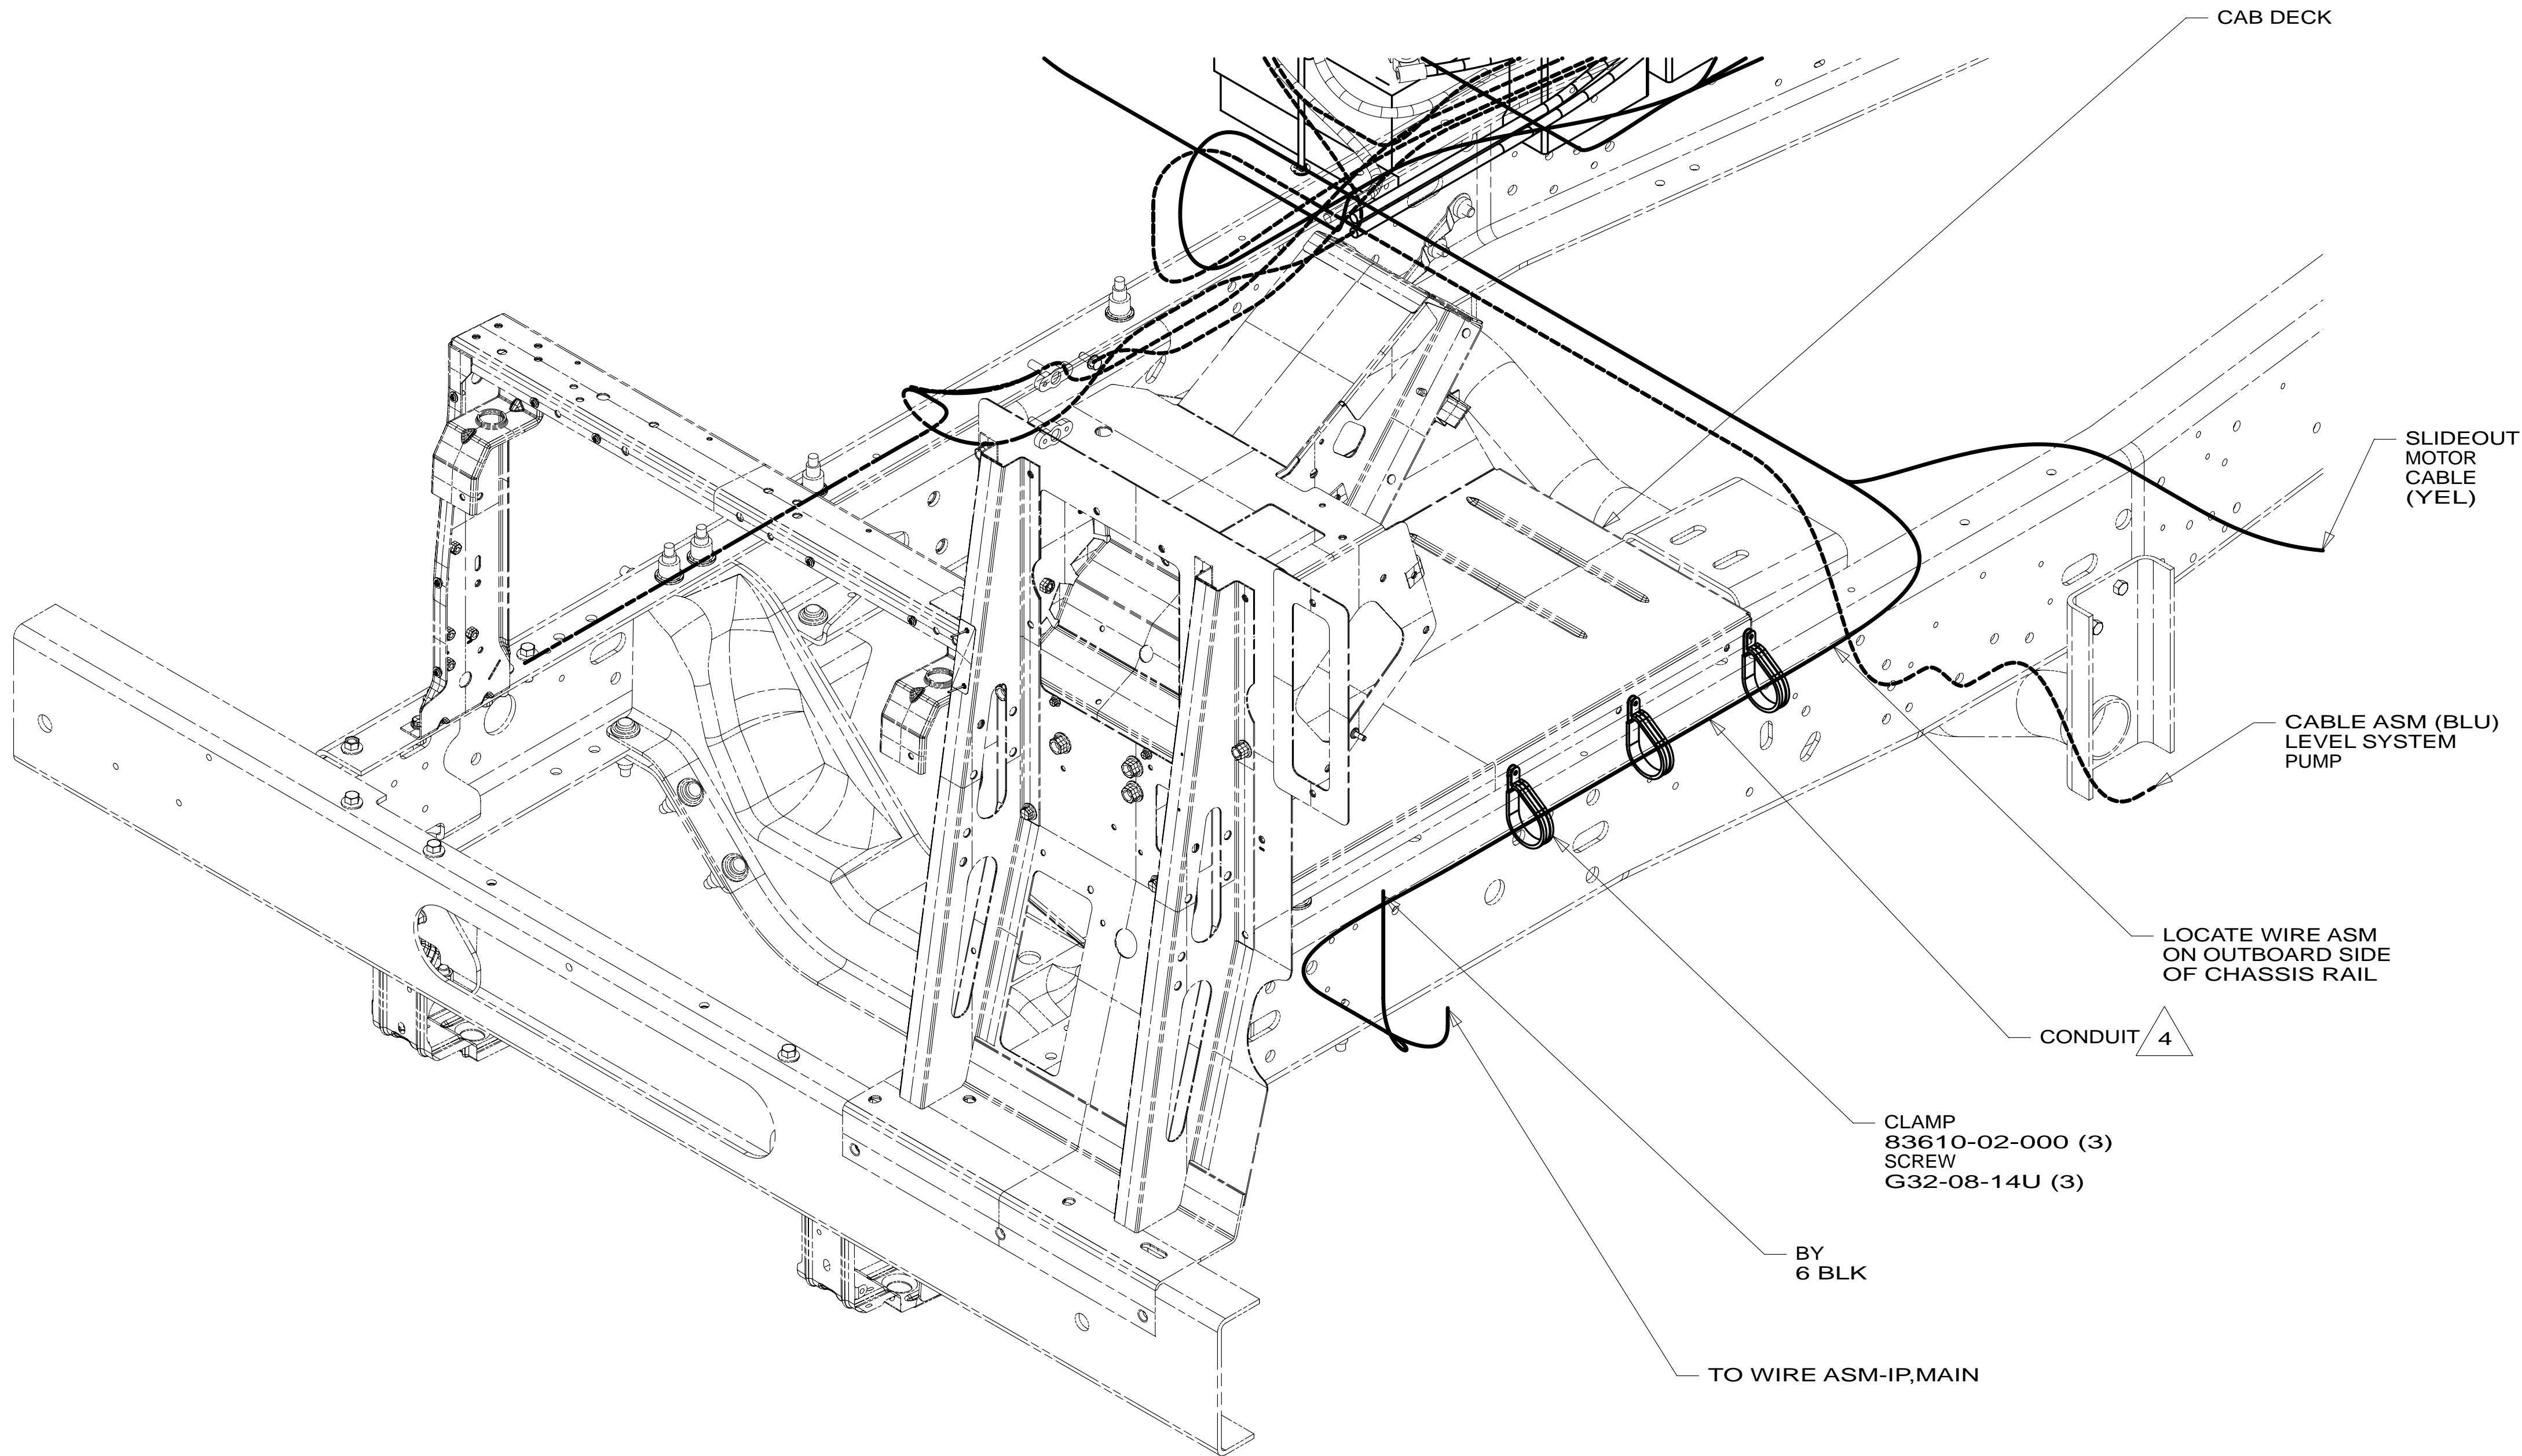 CAB DECK
SLIDEOUT
MOTOR
CABLE
(YEL)
CABLE ASM (BLU)
LEVEL SYSTEM
PUMP
LOCATE WIRE ASM
ON OUTBOARD SIDE
OF CHASSIS RAIL
CONDUIT 4
CLAMP
83610-02-000 (3)
SCREW
G32-08-14U (3)
BY
6 BLK
TO WIRE ASM-IP,MAIN